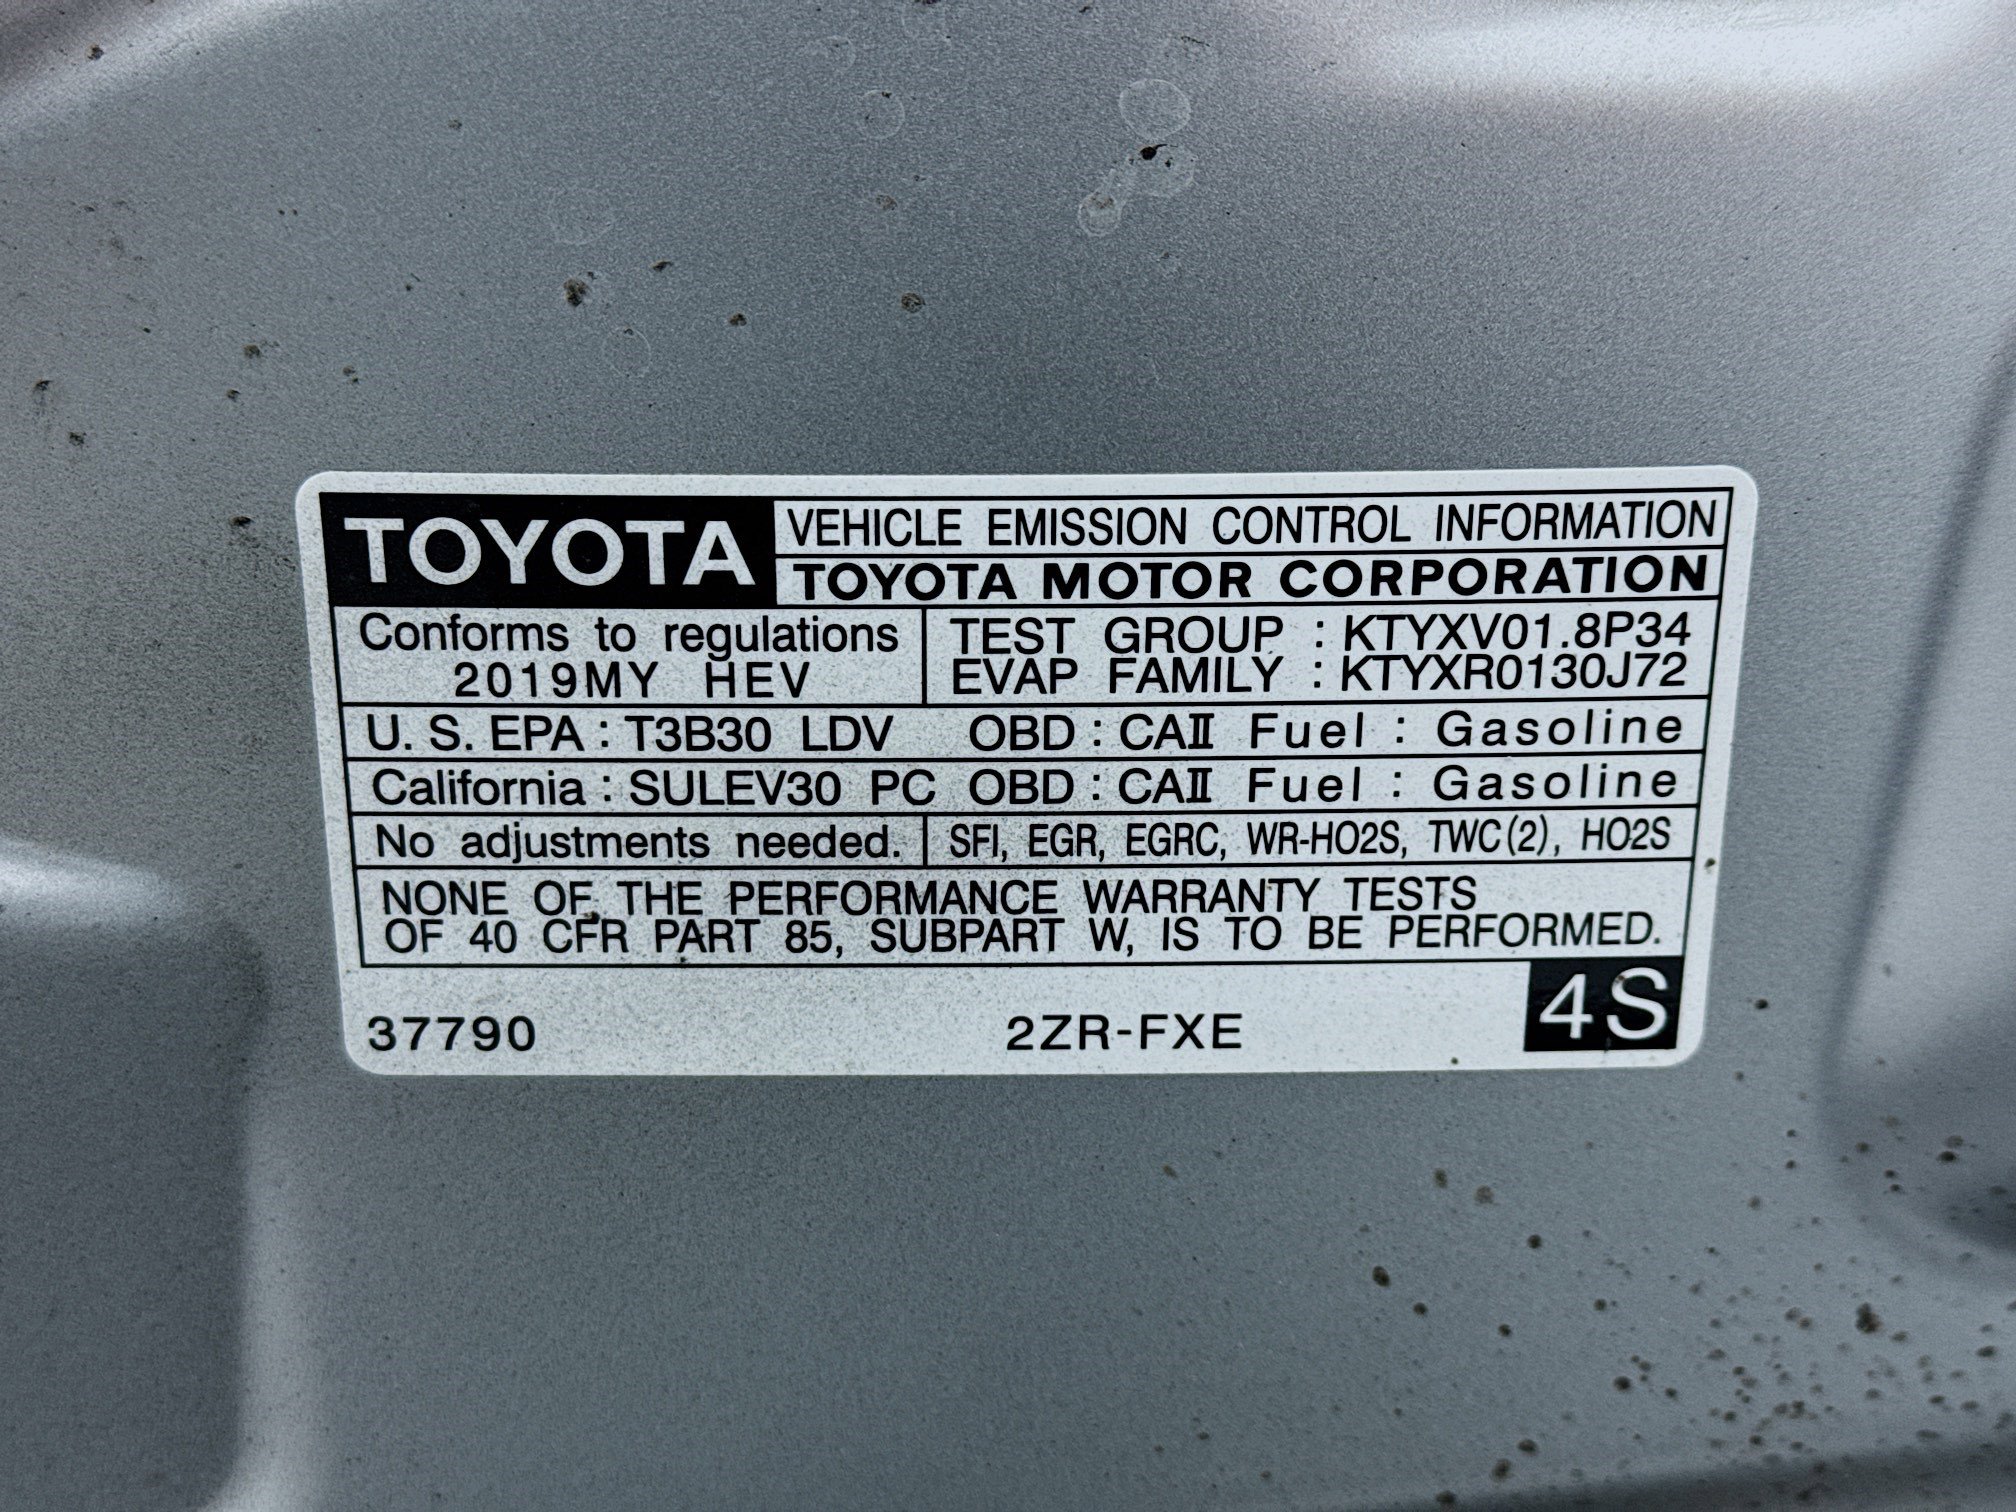 TOYOTA
VEHICLE EMISSION CONTROL INFORMATION
TOYOTA MOTOR CORPORATION
Conforms to regulations
2019MY HEV
TEST GROUP : KTYXV01.8P34
EVAP FAMILY : KTYXR0130J72
U. S. EPA : T3B30 LDV OBD : CAⅡ Fuel : Gasoline
California : SULEV30 PC OBD : CAⅡ Fuel : Gasoline
No adjustments needed.
SFI, EGR, EGRC, WR-HO2S, TWC(2), HO2S
NONE OF THE PERFORMANCE WARRANTY TESTS
OF 40 CFR PART 85, SUBPART W, IS TO BE PERFORMED.
37790
2ZR-FXE
4S